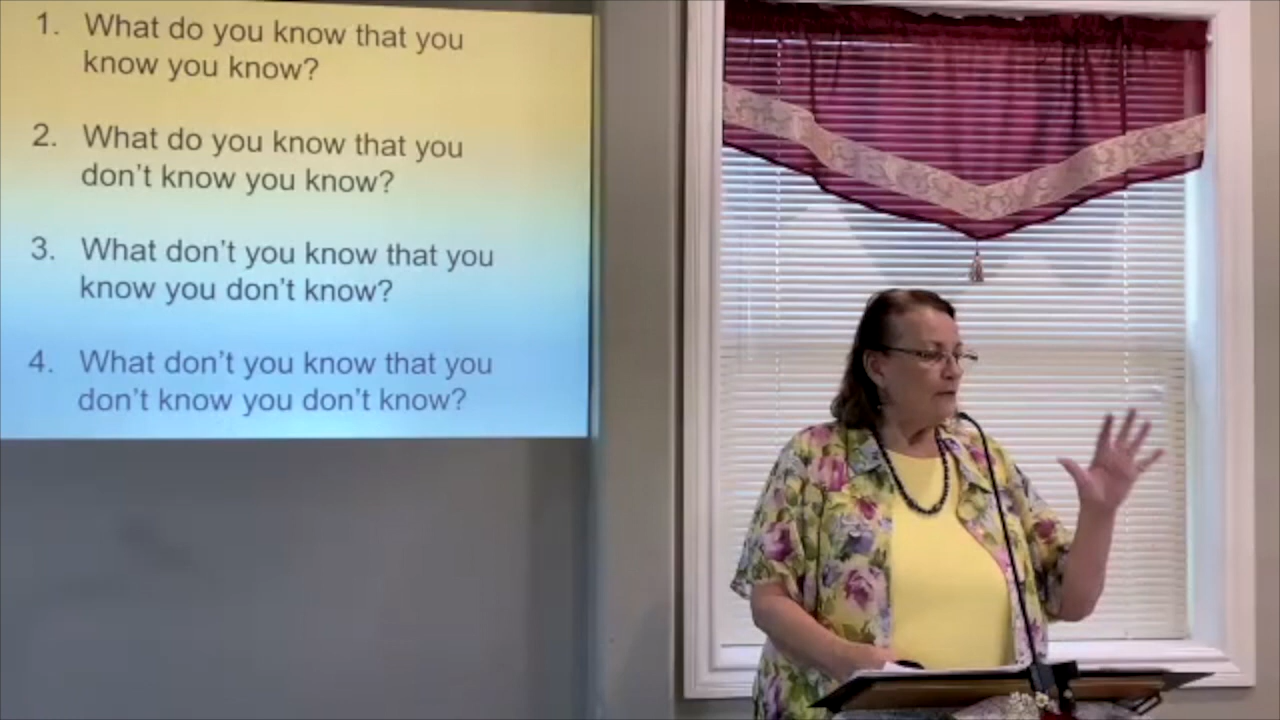 1. What do you know that you
know you know?
2. What do you know that you
don't know you know?
3. What don't you know that you
know you don't know?
4. What don't you know that you
don't know you don't know?